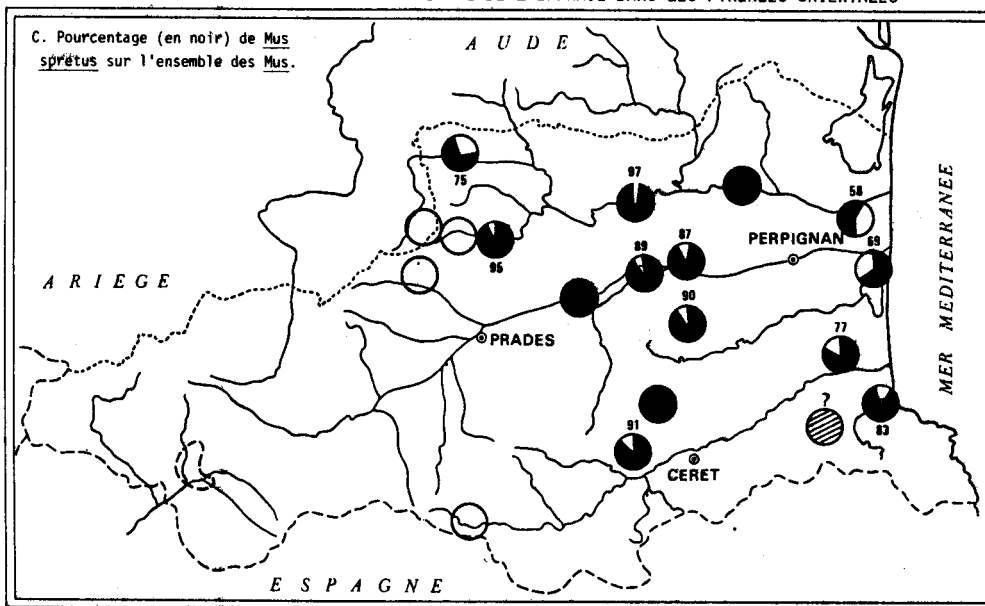 C. Pourcentage (en noir) de Mus
spretus sur l'ensemble des Mus.
A U D E
75
97
58
95
89
87
PERPIGNAN
69
A R I E G E
90
PRADES
77
MER MEDITERRANEE
?
83
91
CERET
E S P A G N E